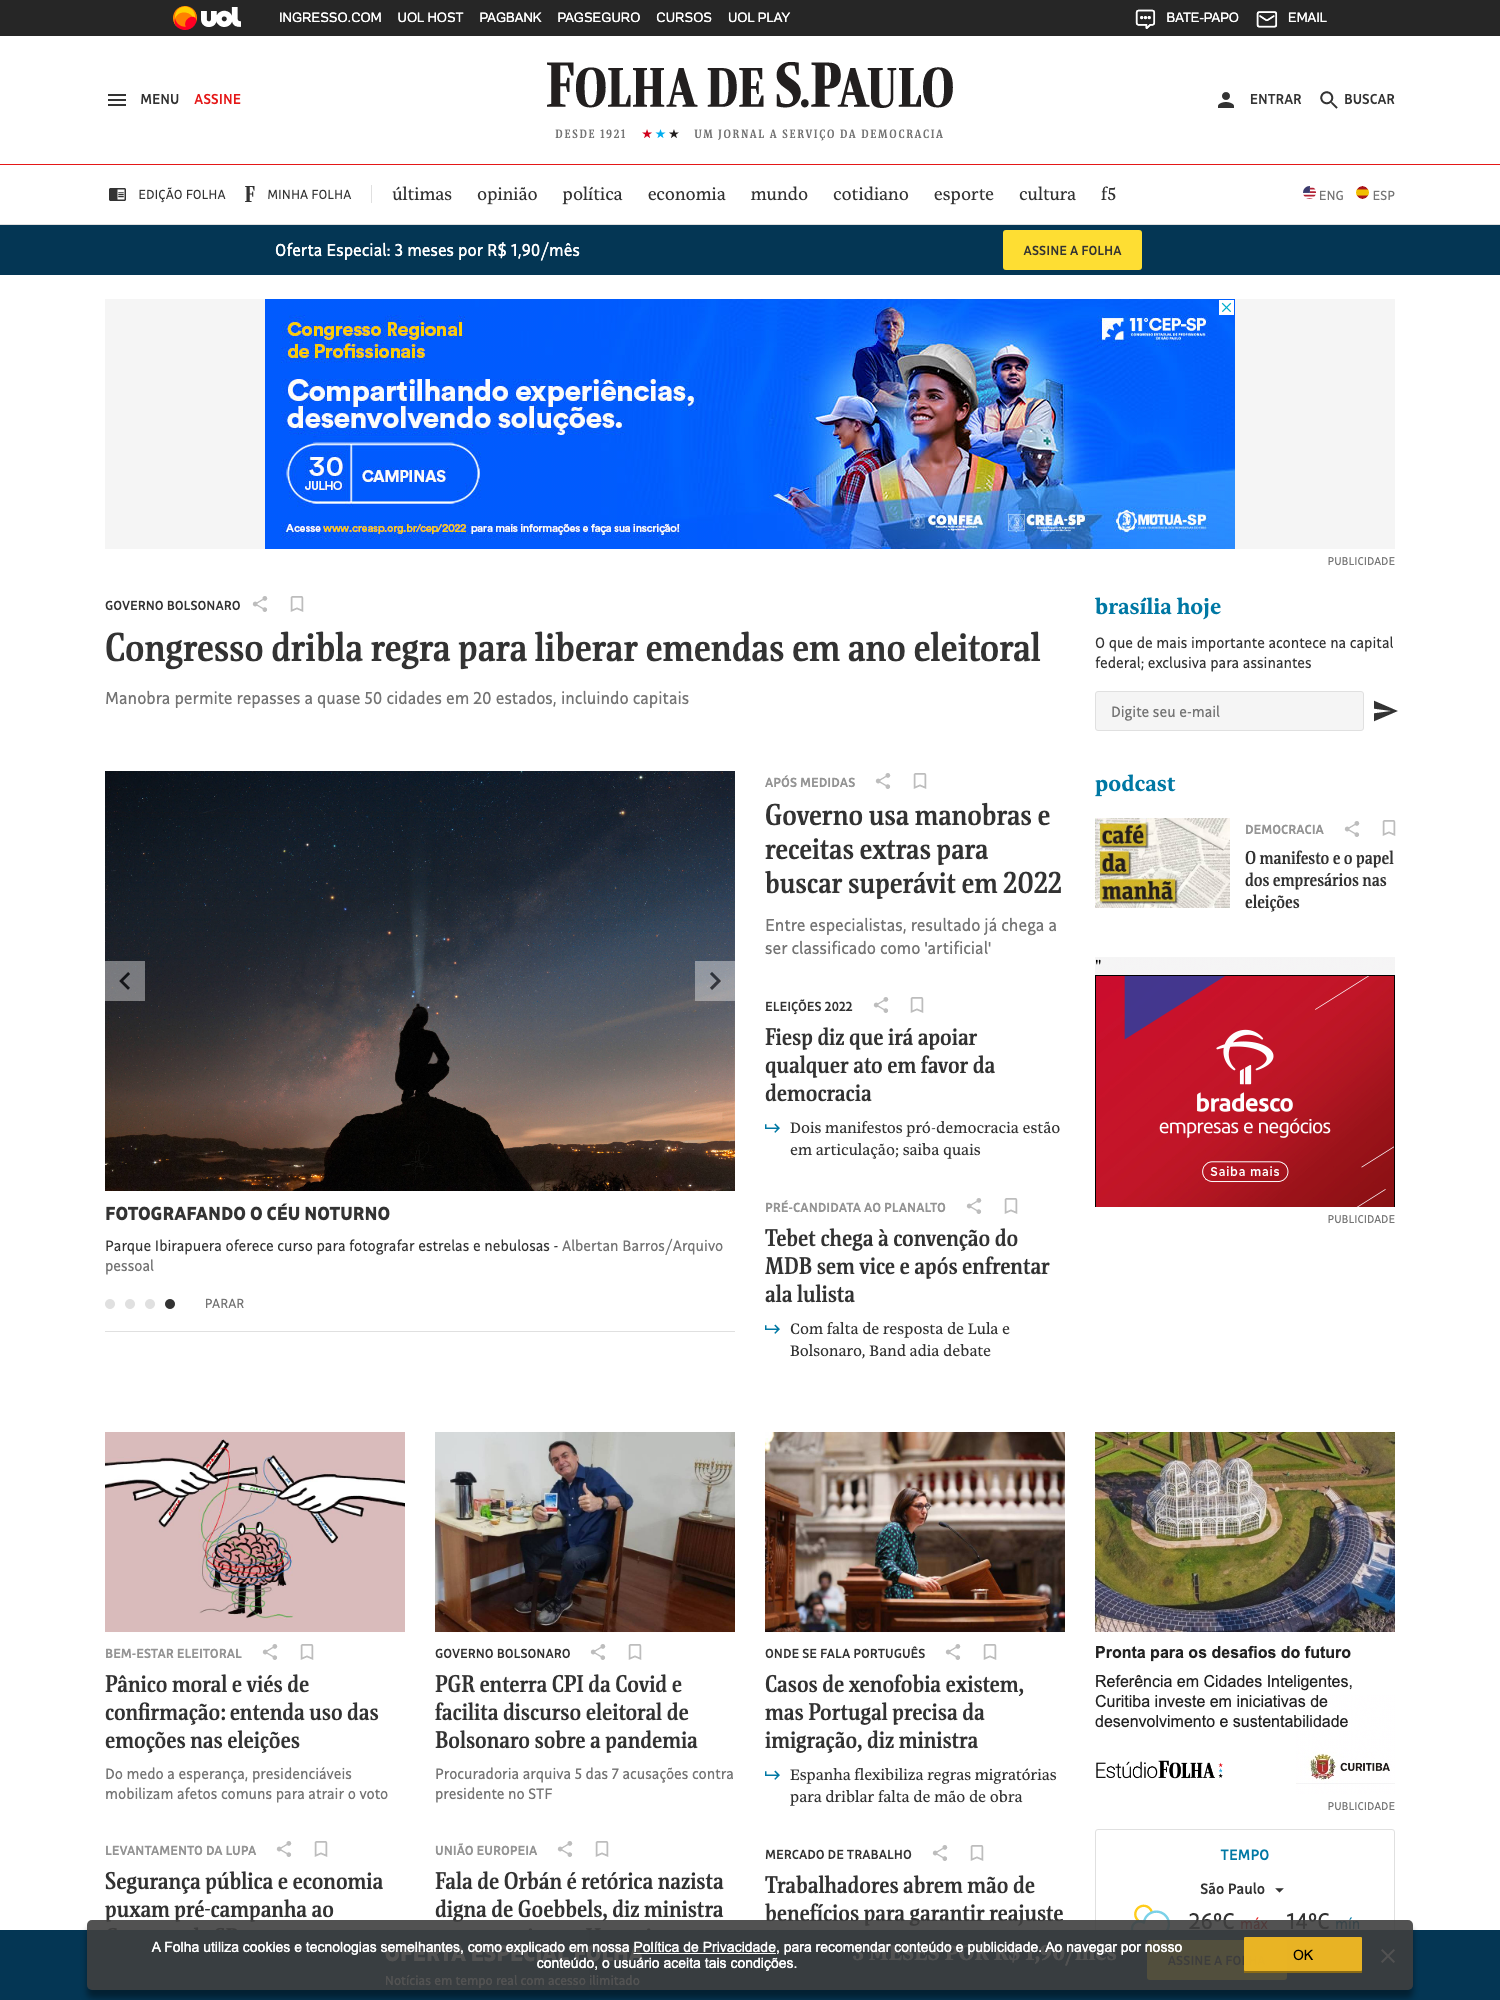 uol
INGRESSO.COM UOL HOST PAGBANK PAGSEGURO CURSOS UOL PLAY
BATE-PAPO EMAIL
MENU ASSINE
FOLHA DE S.PAULO
DESDE 1921 ★★★ UM JORNAL A SERVIÇO DA DEMOCRACIA
ENTRAR BUSCAR
EDIÇÃO FOLHA F MINHA FOLHA últimas opinião política economia mundo cotidiano esporte cultura f5
ENG ESP
Oferta Especial: 3 meses por R$ 1,90/mês
ASSINE A FOLHA
Congresso Regional
de Profissionais
Compartilhando experiências,
desenvolvendo soluções.
30
JULHO
CAMPINAS
Acesse www.creasp.org.br/cep/2022 para mais informações e faça sua inscrição!
11°CEP-SP
CONFEA CREA-SP MÚTUA-SP
PUBLICIDADE
GOVERNO BOLSONARO
Congresso dribla regra para liberar emendas em ano eleitoral
Manobra permite repasses a quase 50 cidades em 20 estados, incluindo capitais
brasília hoje
O que de mais importante acontece na capital
federal; exclusiva para assinantes
Digite seu e-mail
FOTOGRAFANDO O CÉU NOTURNO
Parque Ibirapuera oferece curso para fotografar estrelas e nebulosas - Albertan Barros/Arquivo
pessoal
PARAR
APÓS MEDIDAS
Governo usa manobras e
receitas extras para
buscar superávit em 2022
Entre especialistas, resultado já chega a
ser classificado como 'artificial'
ELEIÇÕES 2022
Fiesp diz que irá apoiar
qualquer ato em favor da
democracia
Dois manifestos pró-democracia estão
em articulação; saiba quais
PRÉ-CANDIDATA AO PLANALTO
Tebet chega à convenção do
MDB sem vice e após enfrentar
ala lulista
Com falta de resposta de Lula e
Bolsonaro, Band adia debate
podcast
café
da
manhã
DEMOCRACIA
O manifesto e o papel
dos empresários nas
eleições
"
bradesco
empresas e negócios
Saiba mais
PUBLICIDADE
BEM-ESTAR ELEITORAL
Pânico moral e viés de
confirmação: entenda uso das
emoções nas eleições
Do medo a esperança, presidenciáveis
mobilizam afetos comuns para atrair o voto
GOVERNO BOLSONARO
PGR enterra CPI da Covid e
facilita discurso eleitoral de
Bolsonaro sobre a pandemia
Procuradoria arquiva 5 das 7 acusações contra
presidente no STF
ONDE SE FALA PORTUGUÊS
Casos de xenofobia existem,
mas Portugal precisa da
imigração, diz ministra
Espanha flexibiliza regras migratórias
para driblar falta de mão de obra
Pronta para os desafios do futuro
Referência em Cidades Inteligentes,
Curitiba investe em iniciativas de
desenvolvimento e sustentabilidade
EstúdioFOLHA
CURITIBA
PUBLICIDADE
LEVANTAMENTO DA LUPA
Segurança pública e economia
puxam pré-campanha ao
UNIÃO EUROPEIA
Fala de Orbán é retórica nazista
digna de Goebbels, diz ministra
MERCADO DE TRABALHO
Trabalhadores abrem mão de
benefícios para garantir reajuste
TEMPO
São Paulo
26ºC máx 14ºC mín
A Folha utiliza cookies e tecnologias semelhantes, como explicado em nossa Política de Privacidade, para recomendar conteúdo e publicidade. Ao navegar por nosso
conteúdo, o usuário aceita tais condições.
OK
Notícias em tempo real com acesso ilimitado
ASSINE A FO